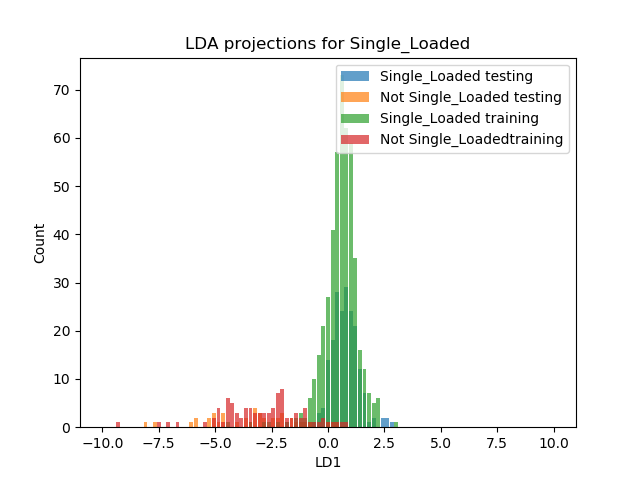 LDA projections for Single_Loaded
Single_Loaded testing
Not Single_Loaded testing
Single_Loaded training
Not Single_Loadedtraining
70
60
50
40
30
20
10
0
Count
−10.0 −7.5 −5.0 −2.5 0.0 2.5 5.0 7.5 10.0
LD1